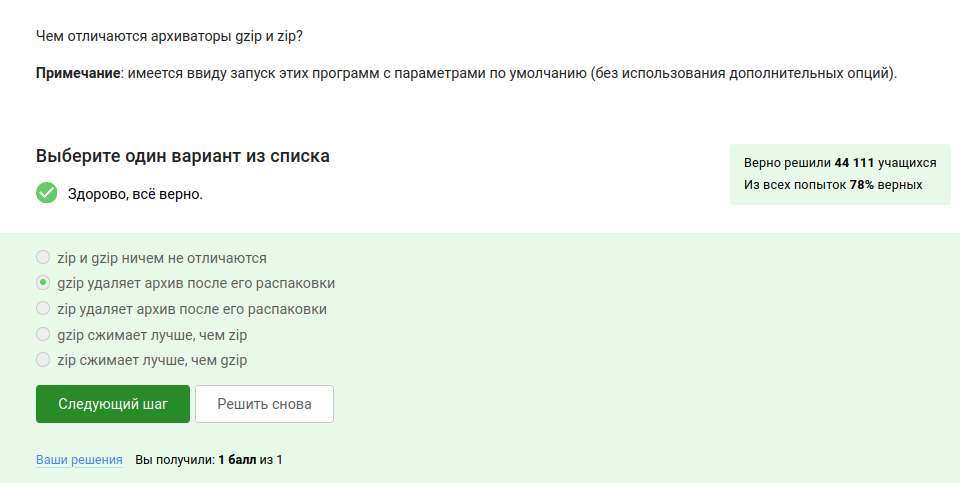 Чем отличаются архиваторы gzip и zip?
Примечание: имеется ввиду запуск этих программ с параметрами по умолчанию (без использования дополнительных опций).
Выберите один вариант из списка
Здорово, всё верно.
Верно решили 44 111 учащихся
Из всех попыток 78% верных
zip и gzip ничем не отличаются
gzip удаляет архив после его распаковки
zip удаляет архив после его распаковки
gzip сжимает лучше, чем zip
zip сжимает лучше, чем gzip
Следующий шаг Решить снова
Ваши решения Вы получили: 1 балл из 1